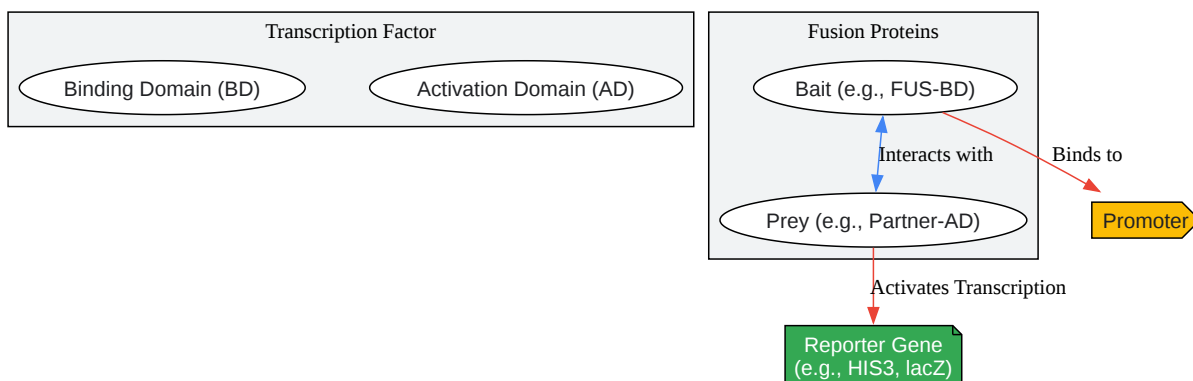 Transcription Factor
Binding Domain (BD)
Activation Domain (AD)
Fusion Proteins
Bait (e.g., FUS-BD)
Interacts with
Binds to
Prey (e.g., Partner-AD)
Promoter
Activates Transcription
Reporter Gene
(e.g., HIS3, lacZ)